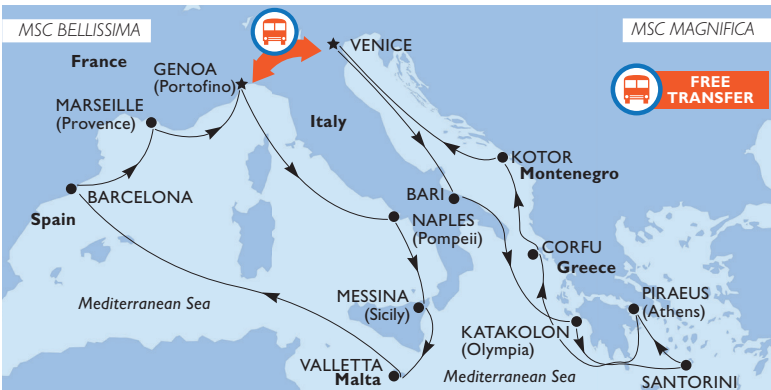 MSC BELLISSIMA
MSC MAGNIFICA
VENICE
France
GENOA
(Portofino)
FREE
TRANSFER
MARSEILLE
(Provence)
Italy
KOTOR
Montenegro
BARCELONA
Spain
BARI
NAPLES
(Pompeii)
CORFU
Greece
MESSINA
(Sicily)
PIRAEUS
(Athens)
Mediterranean Sea
KATAKOLON
(Olympia)
VALLETTA
Malta
Mediterranean Sea
SANTORINI